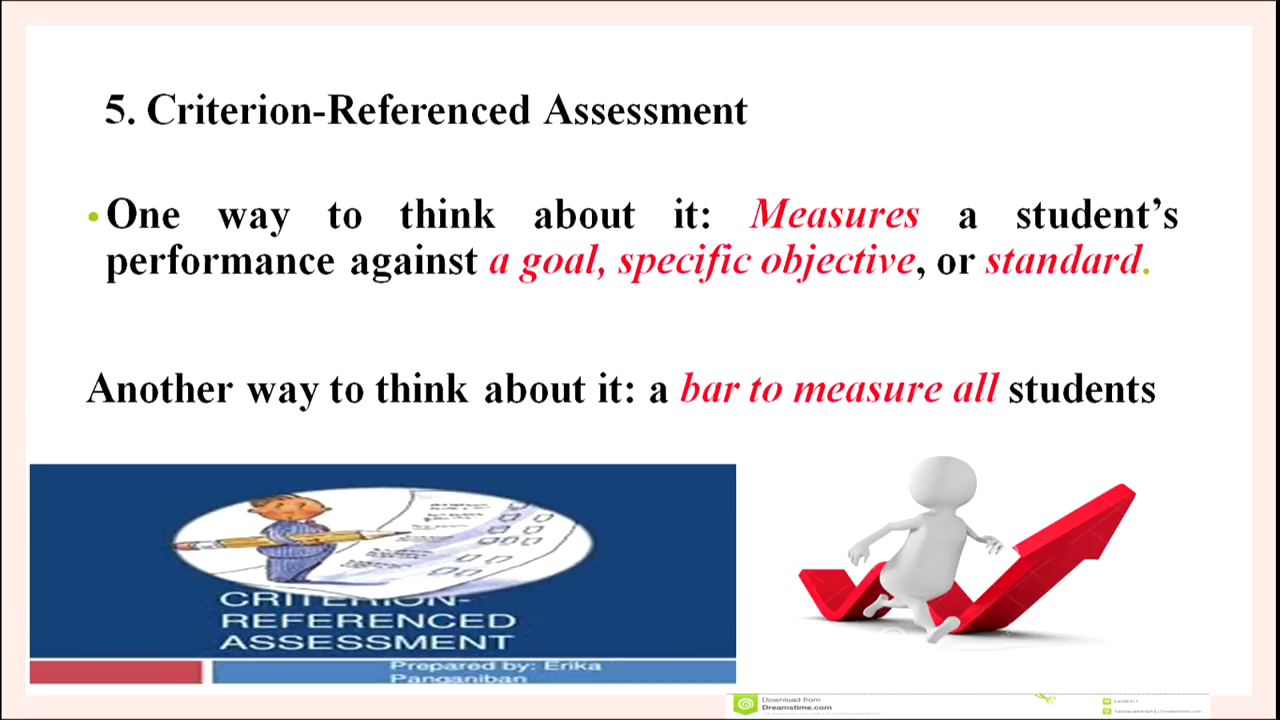 5. Criterion-Referenced Assessment
•One way to think about it: Measures a student’s
performance against a goal, specific objective, or standard.
Another way to think about it: a bar to measure all students
CRITERION-
REFERENCED
ASSESSMENT
Prepared by: Erika
Panganiban
Download from
Dreamstime.com